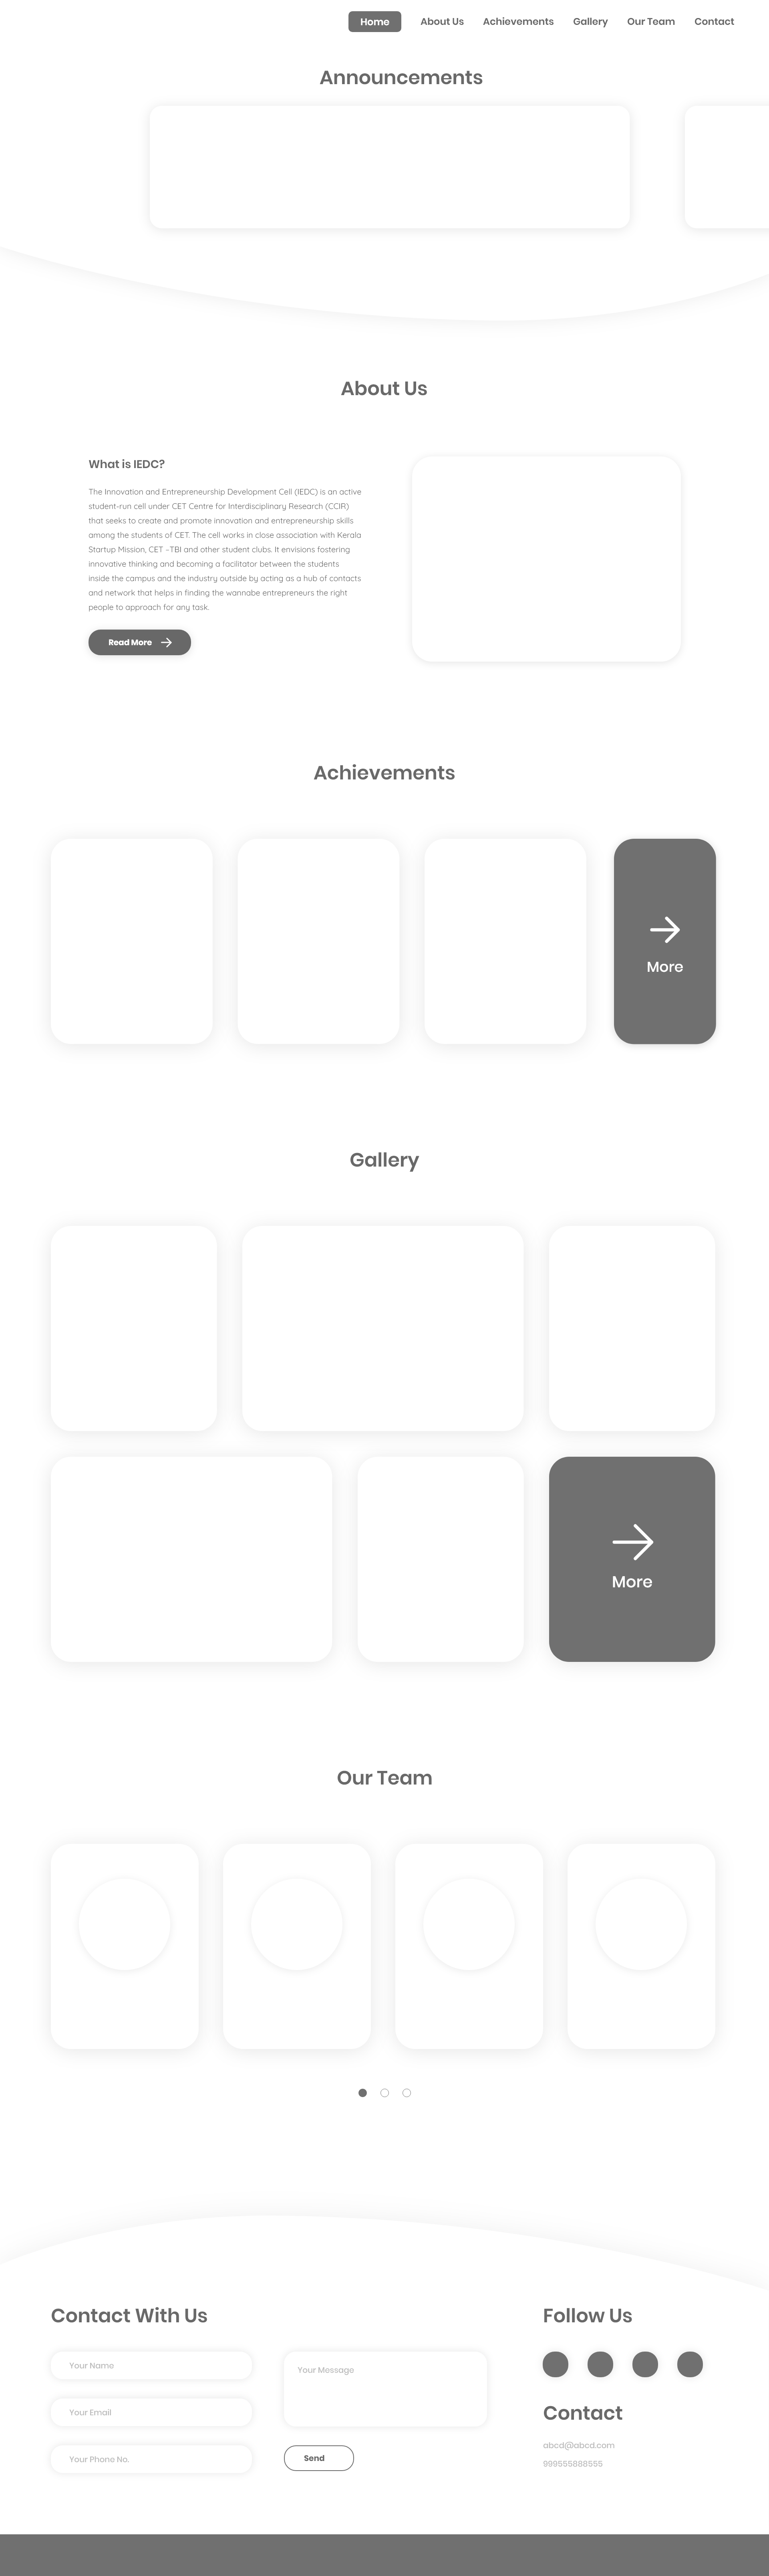 Home
About Us
Achievements
Gallery
Our Team
Contact
Announcements
About Us
What is IEDC?
The Innovation and Entrepreneurship Development Cell (IEDC) is an active
student-run cell under CET Centre for Interdisciplinary Research (CCIR)
that seeks to create and promote innovation and entrepreneurship skills
among the students of CET. The cell works in close association with Kerala
Startup Mission, CET –TBI and other student clubs. It envisions fostering
innovative thinking and becoming a facilitator between the students
inside the campus and the industry outside by acting as a hub of contacts
and network that helps in finding the wannabe entrepreneurs the right
people to approach for any task.
Read More
Achievements
More
Gallery
More
Our Team
Contact With Us
Your Name
Your Email
Your Phone No.
Your Message
Send
Follow Us
Contact
abcd@abcd.com
999555888555